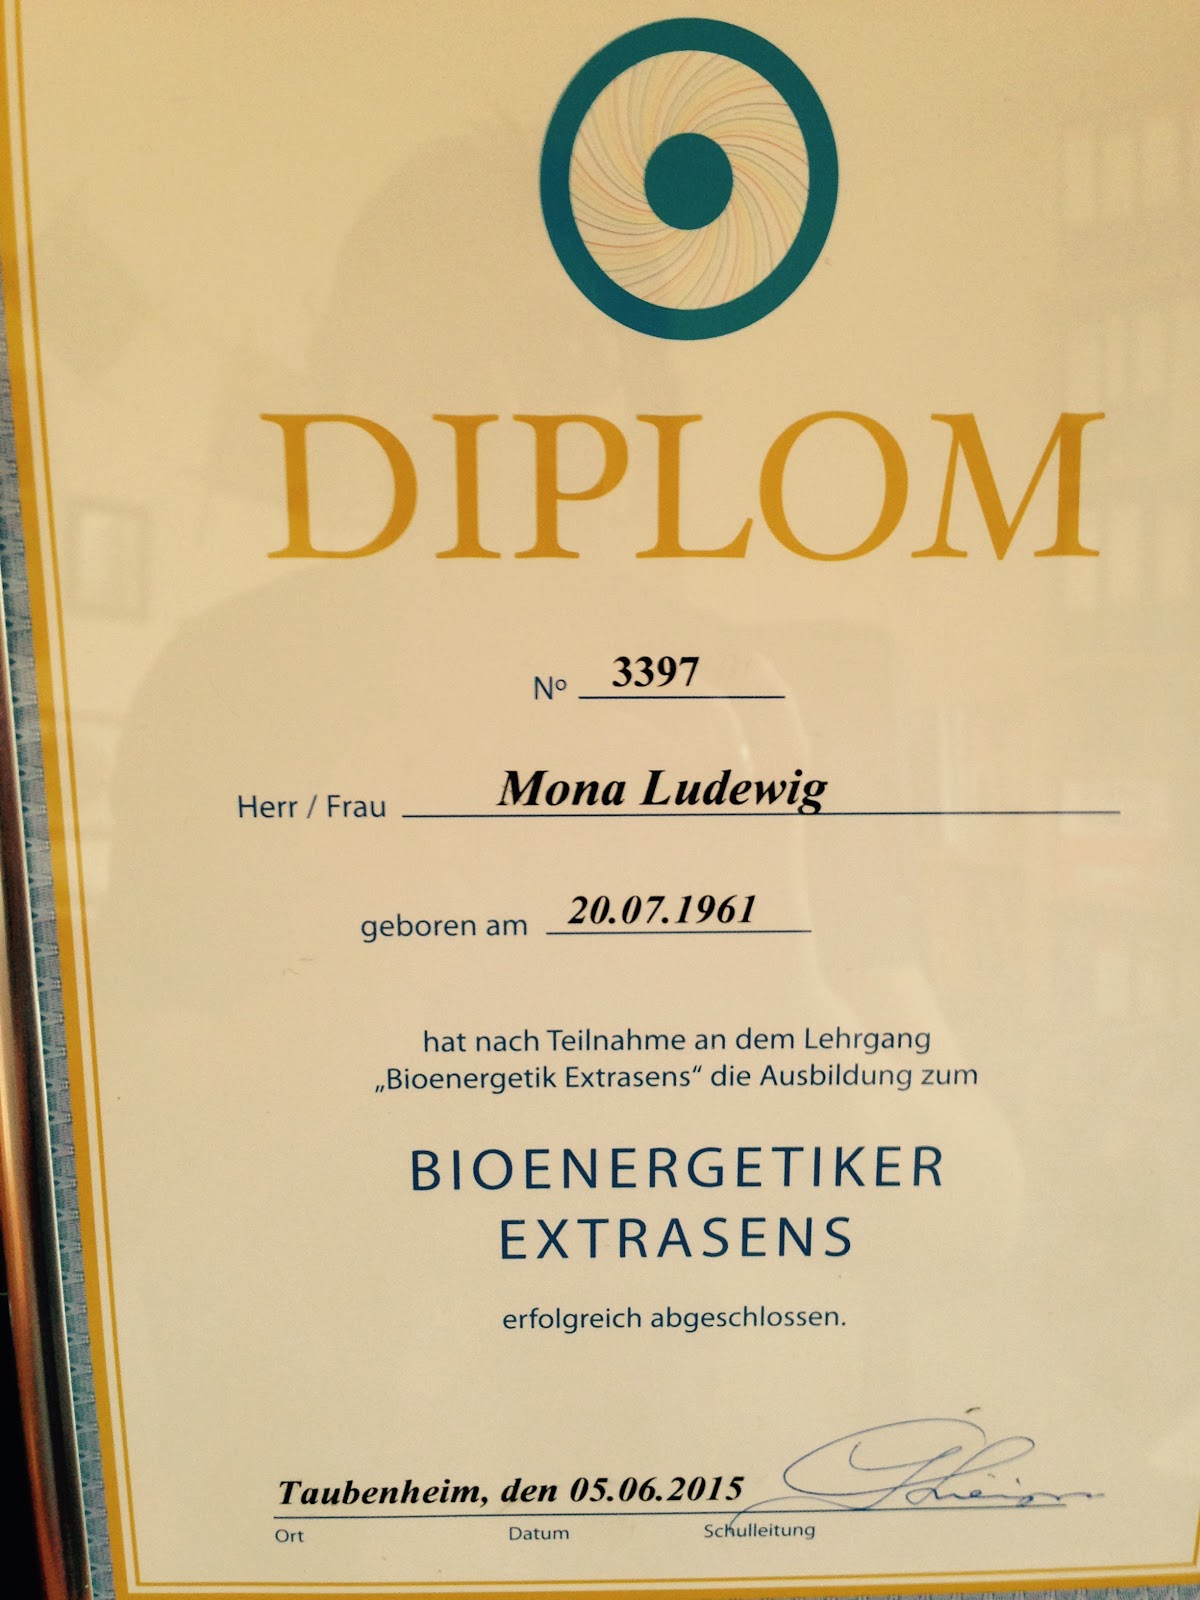 DIPLOM
Nº 3397
Herr / Frau Mona Ludewig
geboren am 20.07.1961
hat nach Teilnahme an dem Lehrgang
„Bioenergetik Extrasens“ die Ausbildung zum
BIOENERGETIKER
EXTRASENS
erfolgreich abgeschlossen.
Taubenheim, den 05.06.2015
Ort Datum Schulleitung